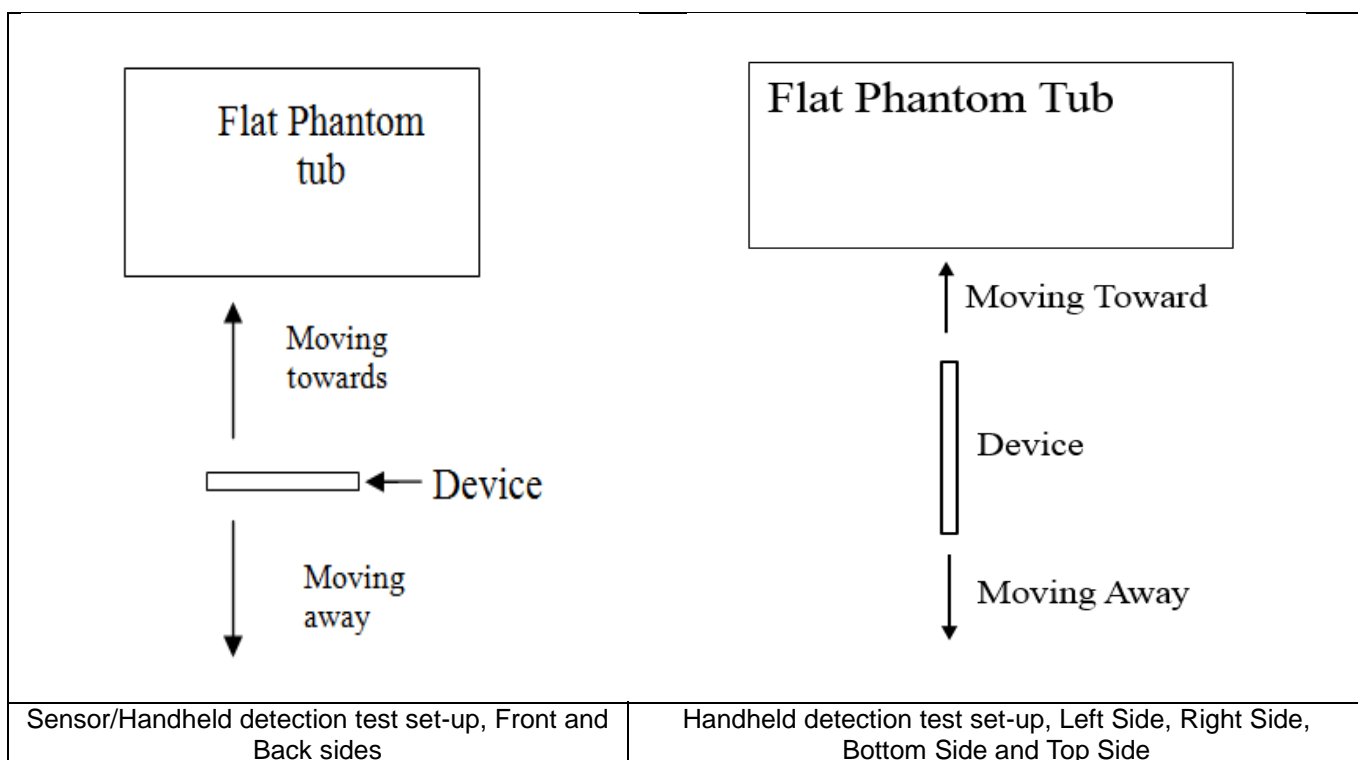 Flat Phantom
tub
Moving
towards
Device
Moving
away
Flat Phantom Tub
Moving Toward
Device
Moving Away
Sensor/Handheld detection test set-up, Front and
Back sides
Handheld detection test set-up, Left Side, Right Side,
Bottom Side and Top Side